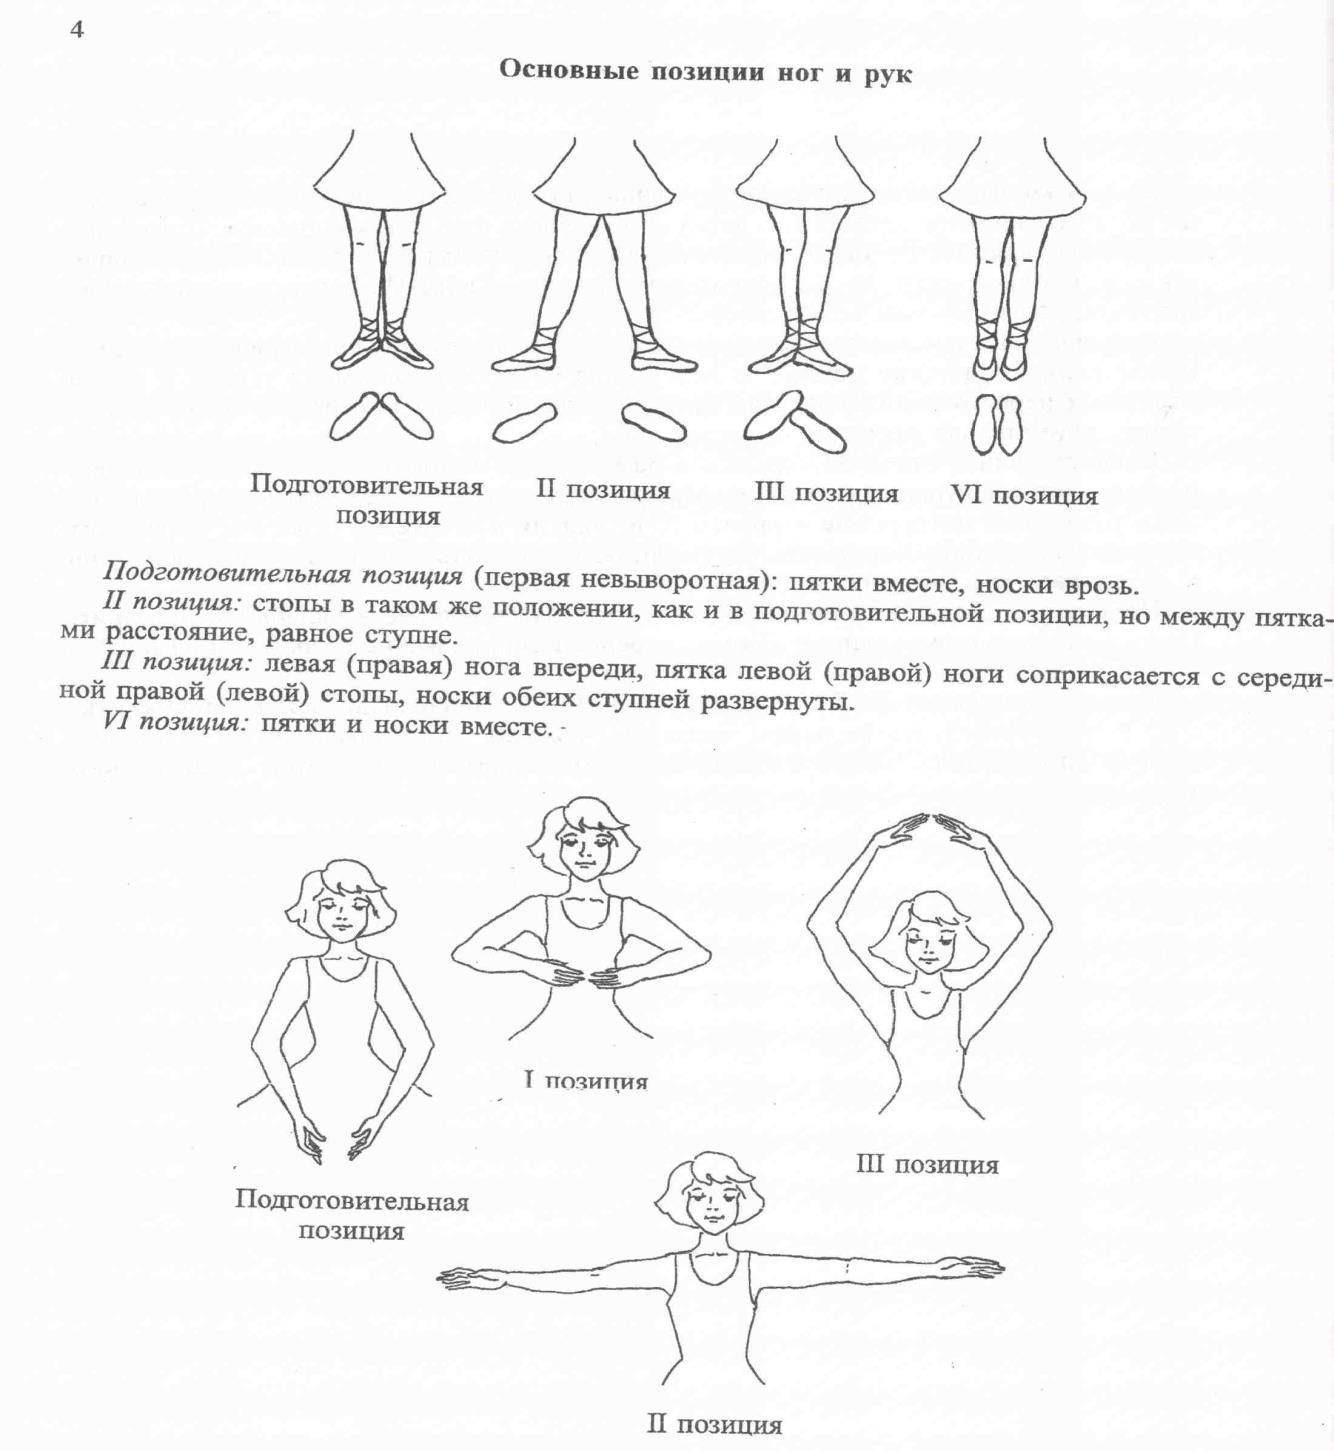 4
Основные позиции ног и рук
Подготовительная
позиция
II позиция
III позиция
VI позиция
Подготовительная позиция (первая невыворотная): пятки вместе, носки врозь.
II позиция: стопы в таком же положении, как и в подготовительной позиции, но между пятка-
ми расстояние, равное ступне.
III позиция: левая (правая) нога впереди, пятка левой (правой) ноги соприкасается с середи-
ной правой (левой) стопы, носки обеих ступней развернуты.
VI позиция: пятки и носки вместе.
I позиция
III позиция
Подготовительная
позиция
II позиция